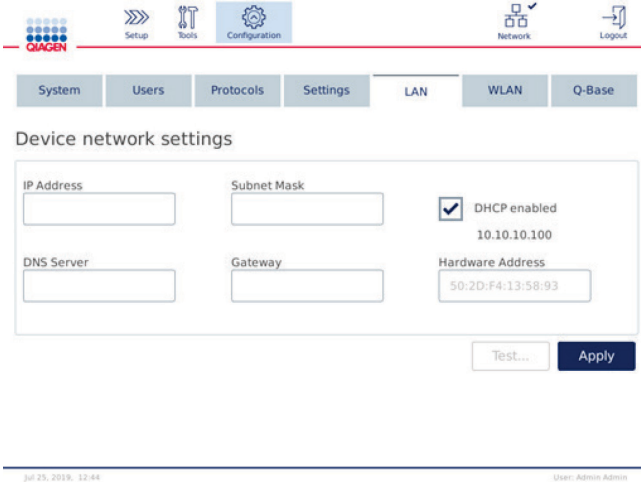 QIAGEN
Setup
Tools
Configuration
Network
Logout
System Users Protocols Settings LAN WLAN Q-Base
Device network settings
IP Address Subnet Mask
DHCP enabled
10.10.10.100
DNS Server Gateway Hardware Address
50:2D:F4:13:58:93
Test... Apply
Jul 25, 2019, 12:44 User: Admin Admin